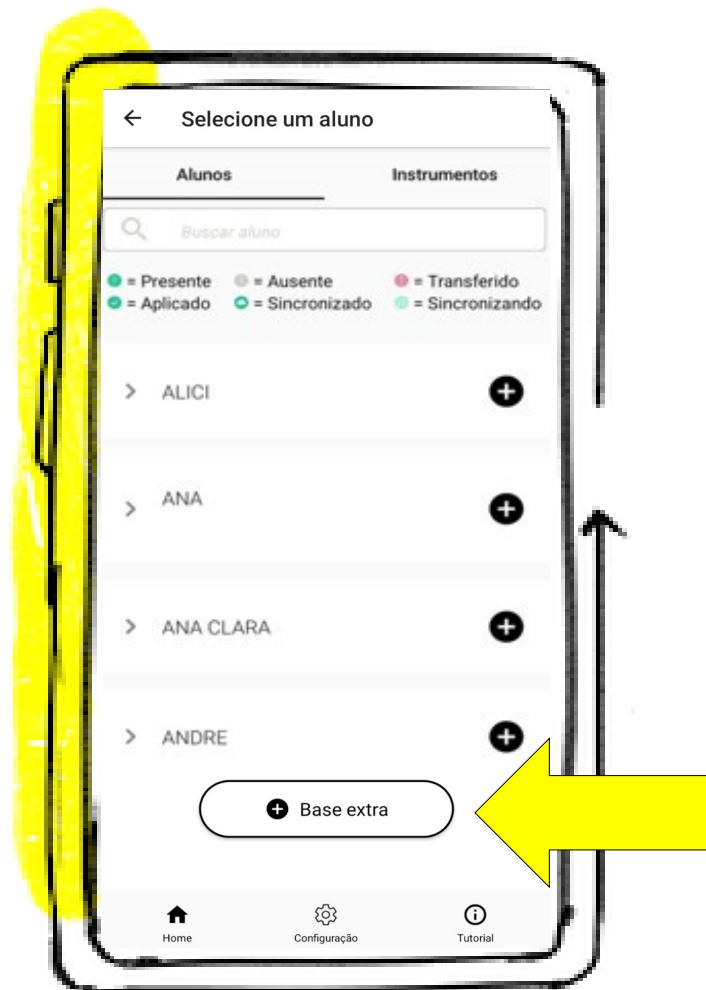 Selecione um aluno
Alunos Instrumentos
Buscar aluno
= Presente = Ausente = Transferido
= Aplicado = Sincronizado = Sincronizando
ALICI
ANA
ANA CLARA
ANDRE
Base extra
Home Configuração Tutorial